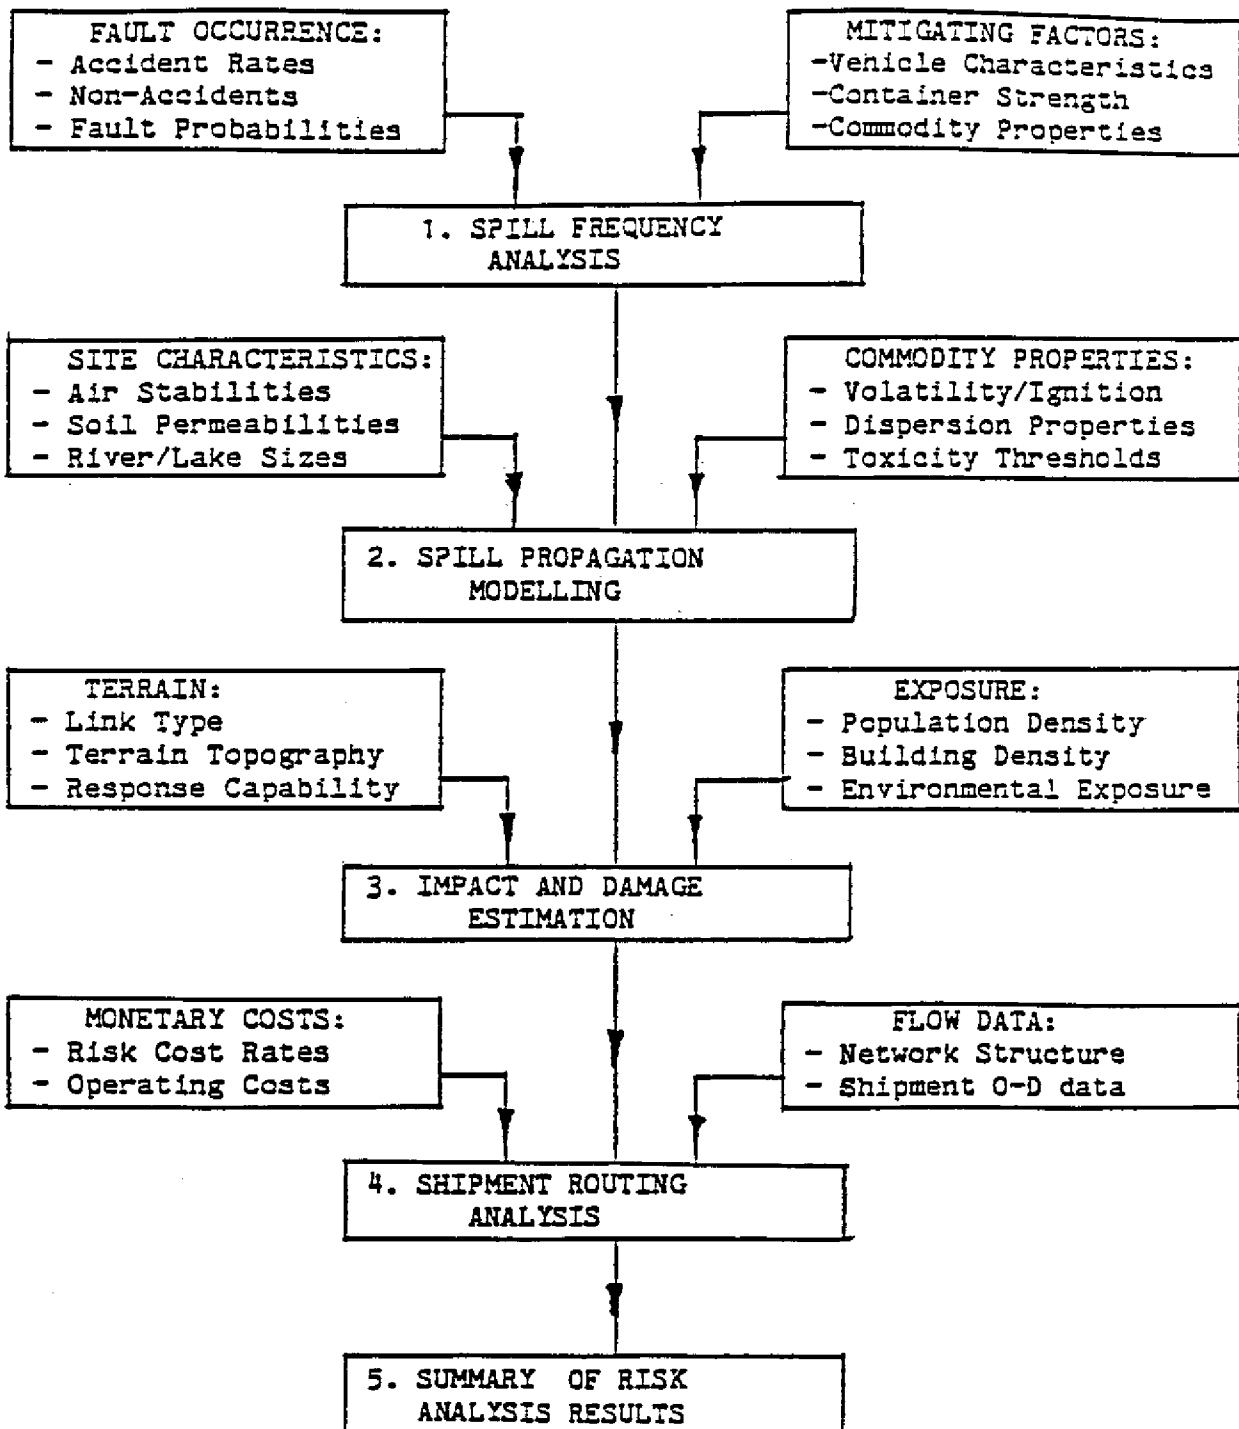 FAULT OCCURRENCE:
- Accident Rates
- Non-Accidents
- Fault Probabilities
MITIGATING FACTORS:
-Vehicle Characteristics
-Container Strength
-Commodity Properties
1. SPILL FREQUENCY
ANALYSIS
SITE CHARACTERISTICS:
- Air Stabilities
- Soil Permeabilities
- River/Lake Sizes
COMMODITY PROPERTIES:
- Volatility/Ignition
- Dispersion Properties
- Toxicity Thresholds
2. SPILL PROPAGATION
MODELLING
TERRAIN:
- Link Type
- Terrain Topography
- Response Capability
EXPOSURE:
- Population Density
- Building Density
- Environmental Exposure
3. IMPACT AND DAMAGE
ESTIMATION
MONETARY COSTS:
- Risk Cost Rates
- Operating Costs
FLOW DATA:
- Network Structure
- Shipment O-D data
4. SHIPMENT ROUTING
ANALYSIS
5. SUMMARY OF RISK
ANALYSIS RESULTS